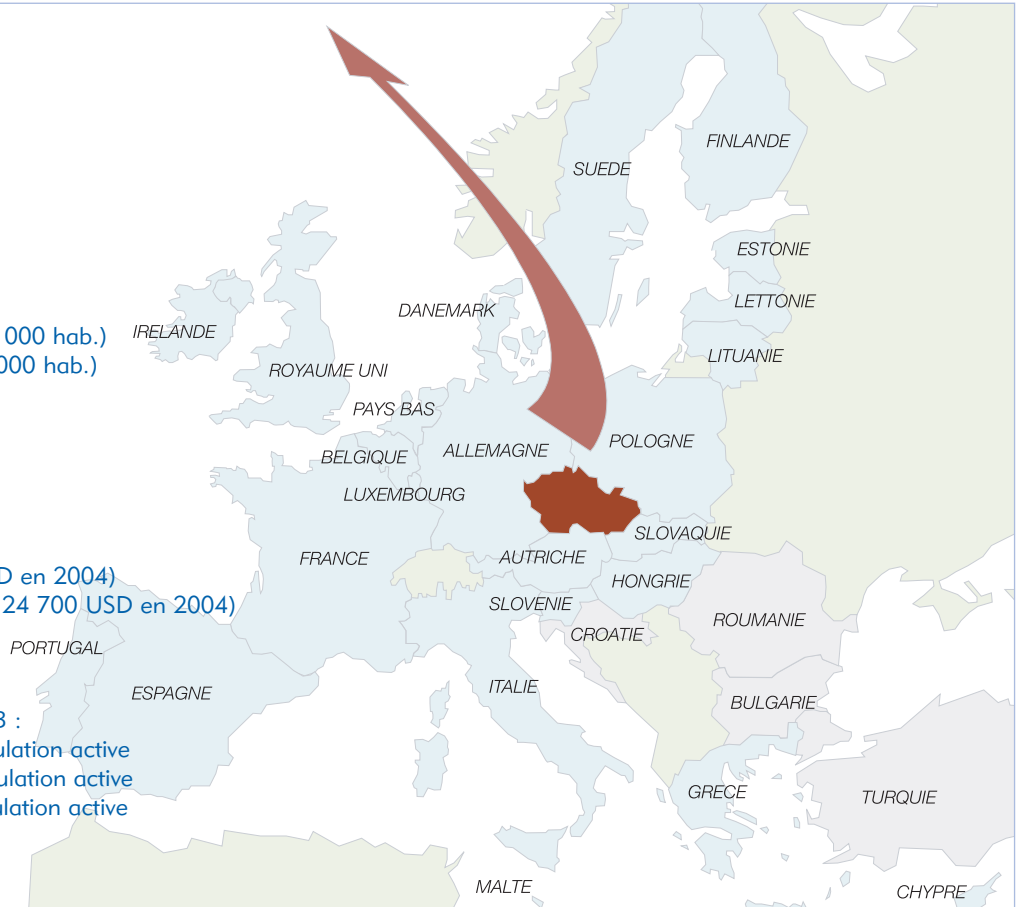 FINLANDE
SUEDE
ESTONIE
DANEMARK
LETTONIE
000 hab.)
IRELANDE
LITUANIE
000 hab.)
ROYAUME UNI
PAYS BAS
POLOGNE
ALLEMAGNE
BELGIQUE
LUXEMBOURG
SLOVAQUIE
FRANCE
AUTRICHE
HONGRIE
D en 2004)
24 700 USD en 2004)
SLOVENIE
ROUMANIE
CROATIE
PORTUGAL
ITALIE
ESPAGNE
BULGARIE
3 :
ulation active
ulation active
ulation active
GRECE
TURQUIE
MALTE
CHYPRE